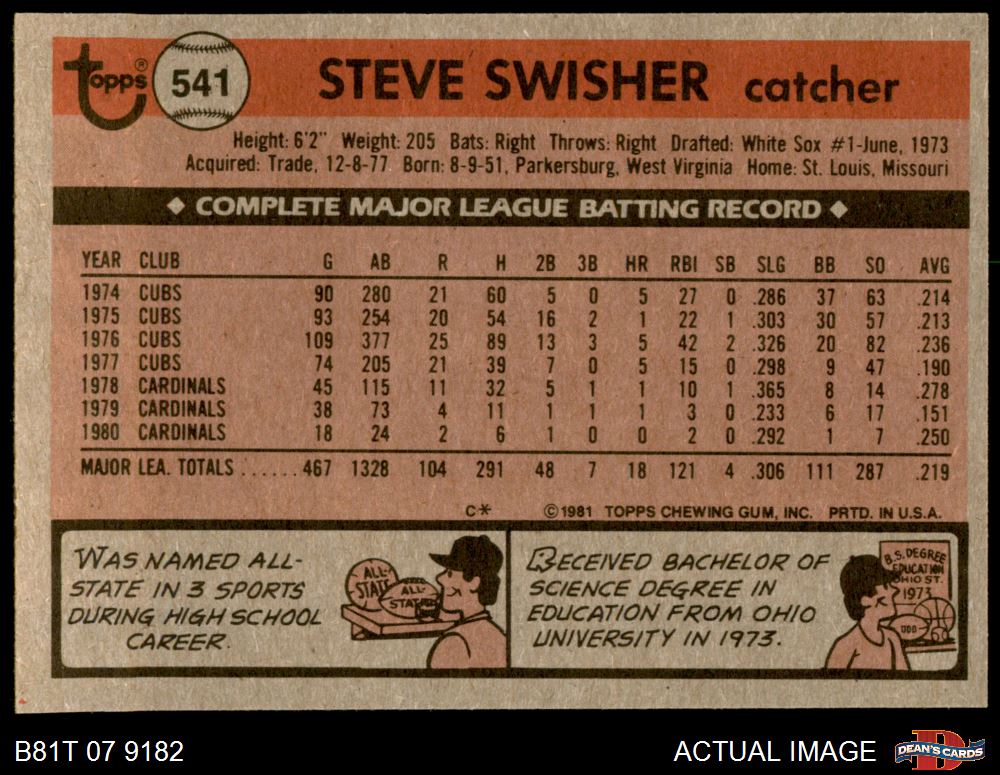 topps® 541 STEVE SWISHER catcher
Height: 6'2" Weight: 205 Bats: Right Throws: Right Drafted: White Sox #1-June, 1973
Acquired: Trade, 12-8-77 Born: 8-9-51, Parkersburg, West Virginia Home: St. Louis, Missouri
◆ COMPLETE MAJOR LEAGUE BATTING RECORD ◆
YEAR CLUB G AB R H 2B 3B HR RBI SB SLG BB SO AVG
1974 CUBS 90 280 21 60 5 0 5 27 0 .286 37 63 .214
1975 CUBS 93 254 20 54 16 2 1 22 1 .303 30 57 .213
1976 CUBS 109 377 25 89 13 3 5 42 2 .326 20 82 .236
1977 CUBS 74 205 21 39 7 0 5 15 0 .298 9 47 .190
1978 CARDINALS 45 115 11 32 5 1 1 10 1 .365 8 14 .278
1979 CARDINALS 38 73 4 11 1 1 1 3 0 .233 6 17 .151
1980 CARDINALS 18 24 2 6 1 0 0 2 0 .292 1 7 .250
MAJOR LEA. TOTALS ...... 467 1328 104 291 48 7 18 121 4 .306 111 287 .219
C* ©1981 TOPPS CHEWING GUM, INC. PRTD. IN U.S.A.
WAS NAMED ALL-
STATE IN 3 SPORTS
DURING HIGH SCHOOL
CAREER.
ALL-
STATE
ALL-
STATE
RECEIVED BACHELOR OF
SCIENCE DEGREE IN
EDUCATION FROM OHIO
UNIVERSITY IN 1973.
B.S. DEGREE
EDUCATION
OHIO ST.
1973
B81T 07 9182
ACTUAL IMAGE
DEAN'S CARDS